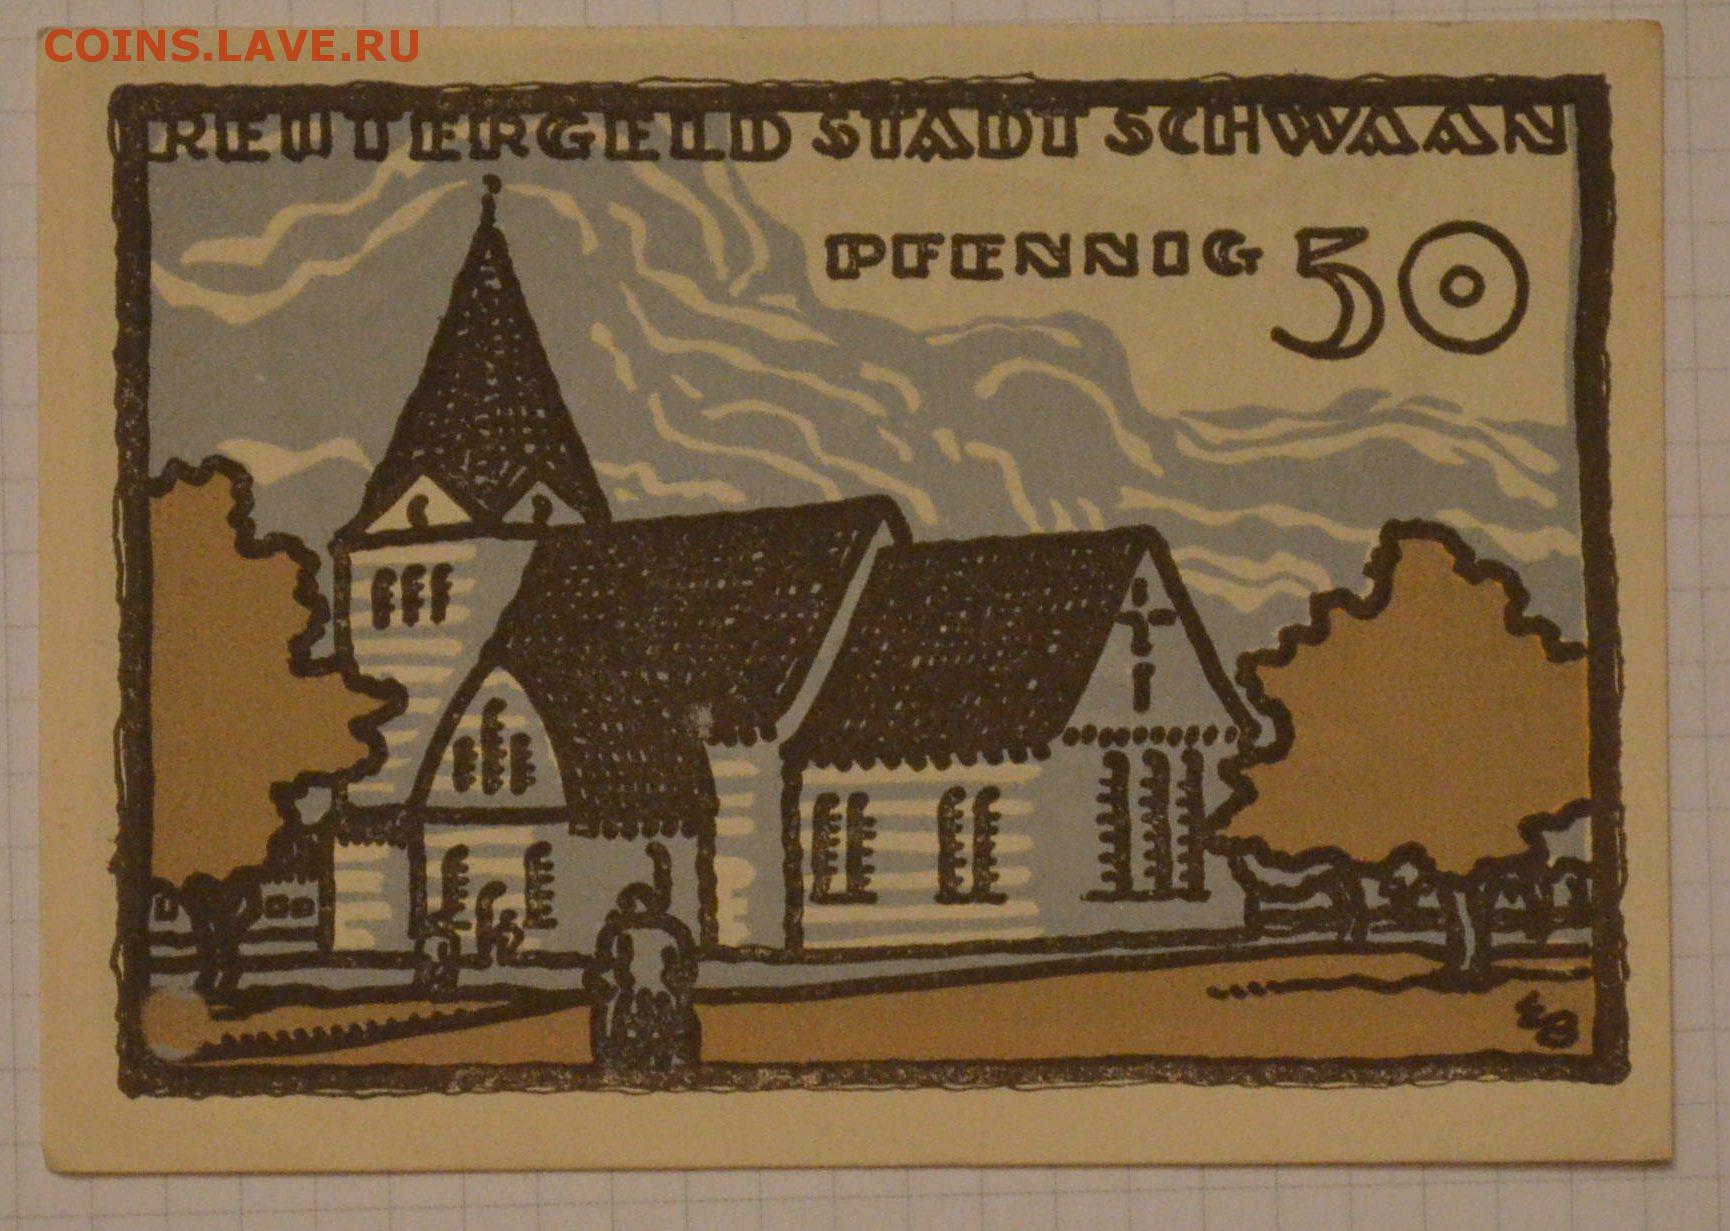 COINS.LAVE.RU
REUTERGELD STADT SCHWAAN
PFENNIG 50